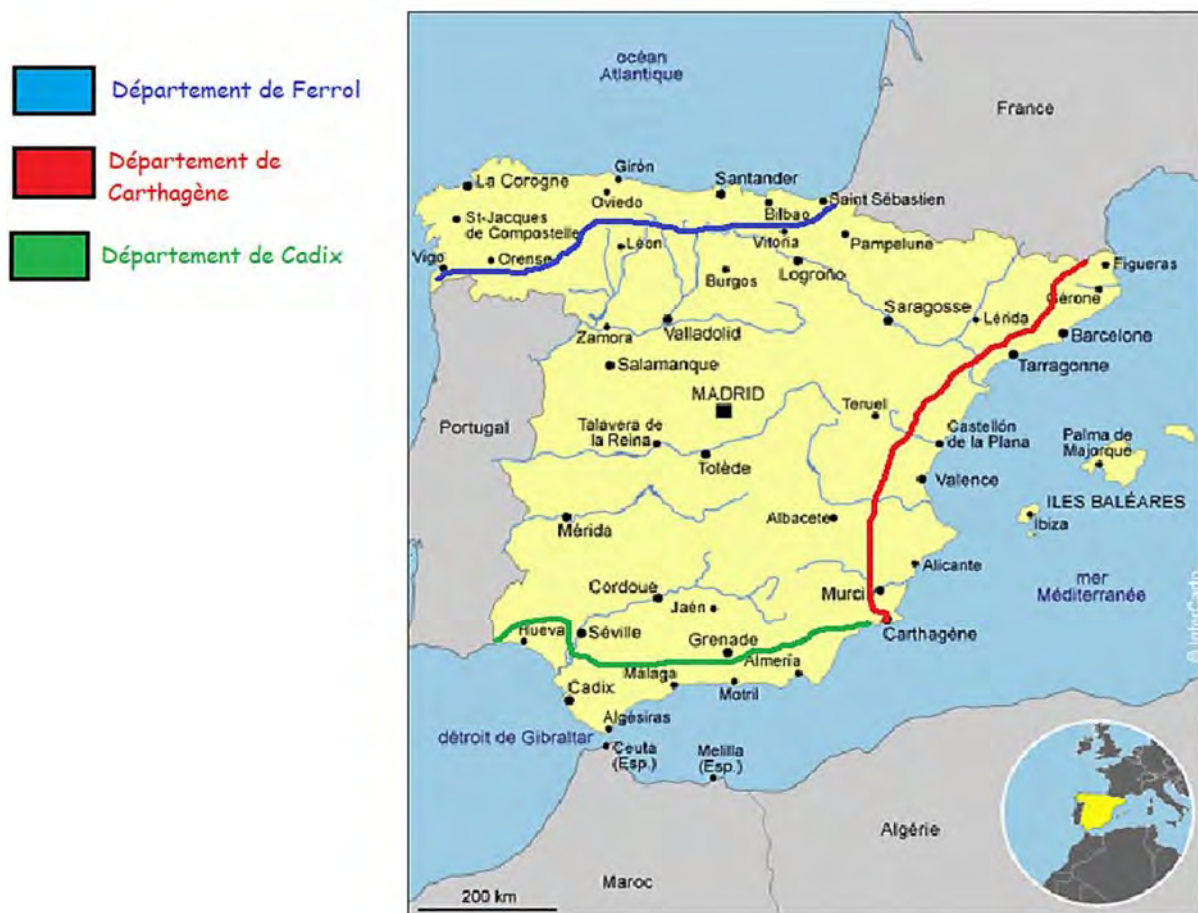 Département de Ferrol
Département de
Carthagène
Département de Cadix
océan
Atlantique
France
Girón
La Corogne
Santander
Oviedo
Saint Sébastien
Bilbao
St-Jacques
de Compostelle
Léon
Vitoria
Pampelune
Vigo
Orense
Burgos
Logroño
Figueras
Gérone
Saragosse
Lérida
Zamora
Valladolid
Barcelone
Tarragonne
Salamanque
MADRID
Teruel
Portugal
Talavera de
la Reina
Castellón
de la Plana
Palma de
Majorque
Tolède
Valence
ILES BALÉARES
Ibiza
Mérida
Albacete
Alicante
mer
Méditerranée
Cordoue
Jaén
Murci
Hueva
Séville
Grenade
Carthagéne
Almería
Málaga
Motril
Cadix
Algésiras
détroit de Gibraltar
Ceuta
(Esp.)
Melilla
(Esp.)
Algérie
Maroc
200 km